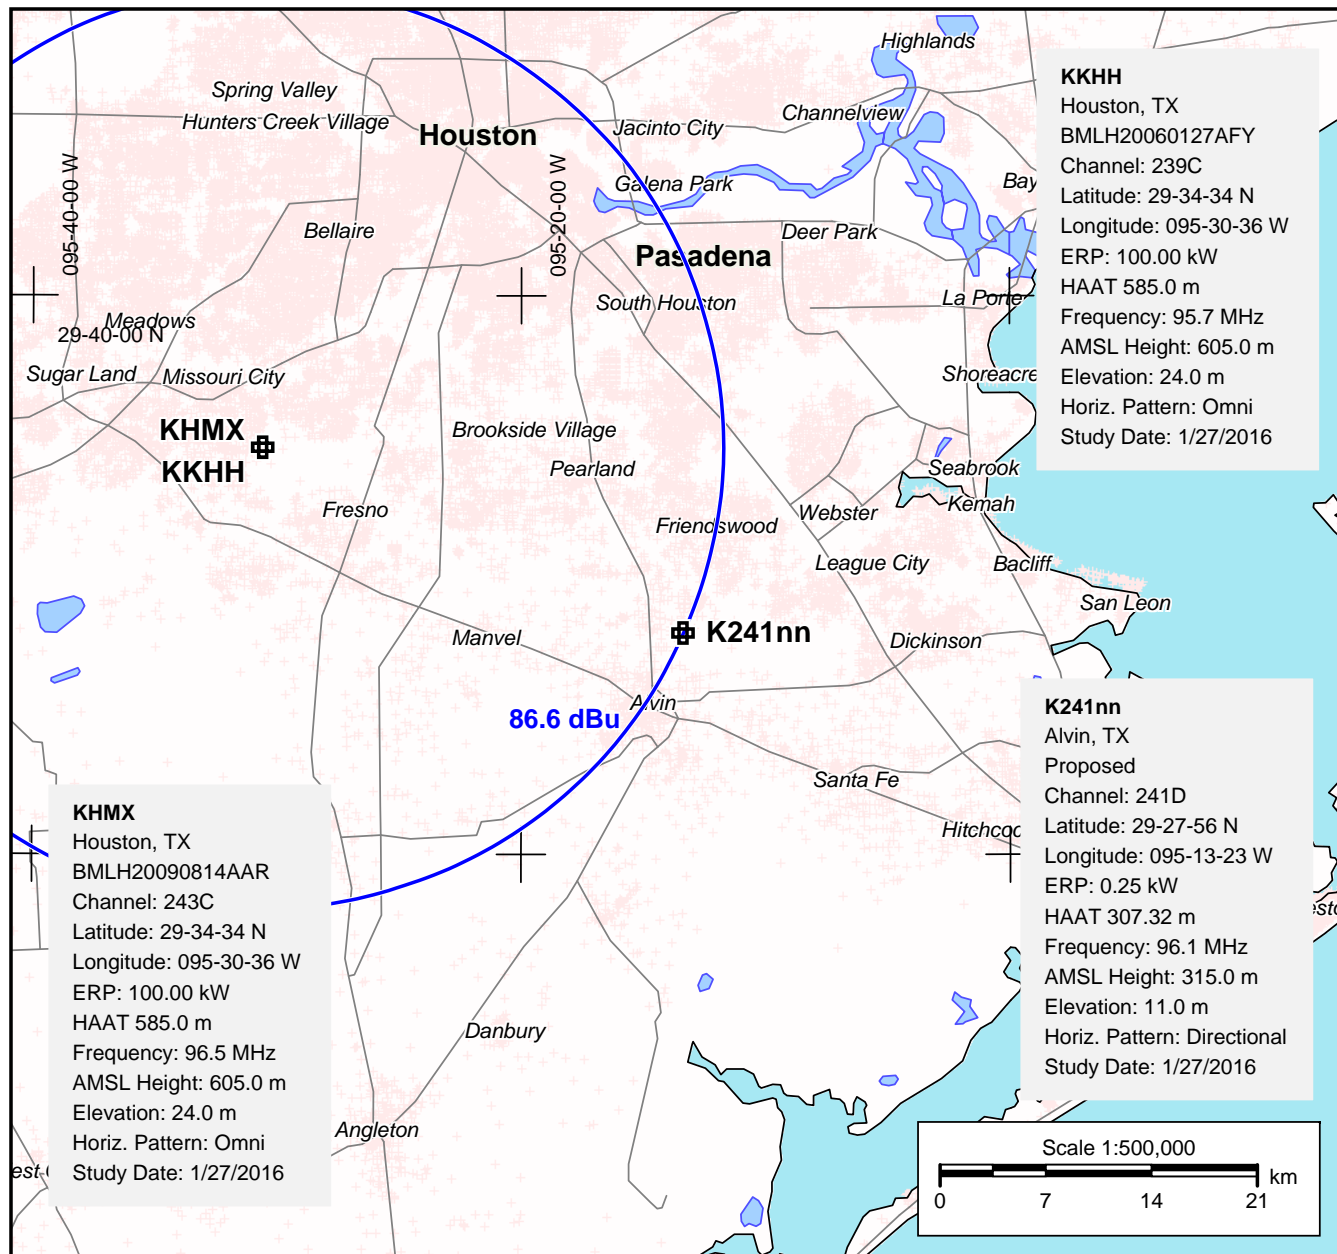 Highlands
Spring Valley
Hunters Creek Village
Houston
Jacinto City
Channelview
095-40-00 W
095-20-00 W
Galena Park
Bay
Bellaire
Deer Park
Pasadena
South Houston
La Porte
Meadows
29-40-00 N
Sugar Land
Missouri City
Shoreacre
KHMX
KKHH
Brookside Village
Pearland
Seabrook
Kemah
Fresno
Friendswood
Webster
League City
Bacliff
San Leon
Manvel
K241nn
Dickinson
Alvin
86.6 dBu
Santa Fe
Hitchcoc
Danbury
Angleton
KKHH
Houston, TX
BMLH20060127AFY
Channel: 239C
Latitude: 29-34-34 N
Longitude: 095-30-36 W
ERP: 100.00 kW
HAAT 585.0 m
Frequency: 95.7 MHz
AMSL Height: 605.0 m
Elevation: 24.0 m
Horiz. Pattern: Omni
Study Date: 1/27/2016
K241nn
Alvin, TX
Proposed
Channel: 241D
Latitude: 29-27-56 N
Longitude: 095-13-23 W
ERP: 0.25 kW
HAAT 307.32 m
Frequency: 96.1 MHz
AMSL Height: 315.0 m
Elevation: 11.0 m
Horiz. Pattern: Directional
Study Date: 1/27/2016
KHMX
Houston, TX
BMLH20090814AAR
Channel: 243C
Latitude: 29-34-34 N
Longitude: 095-30-36 W
ERP: 100.00 kW
HAAT 585.0 m
Frequency: 96.5 MHz
AMSL Height: 605.0 m
Elevation: 24.0 m
Horiz. Pattern: Omni
Study Date: 1/27/2016
Scale 1:500,000
km
0 7 14 21